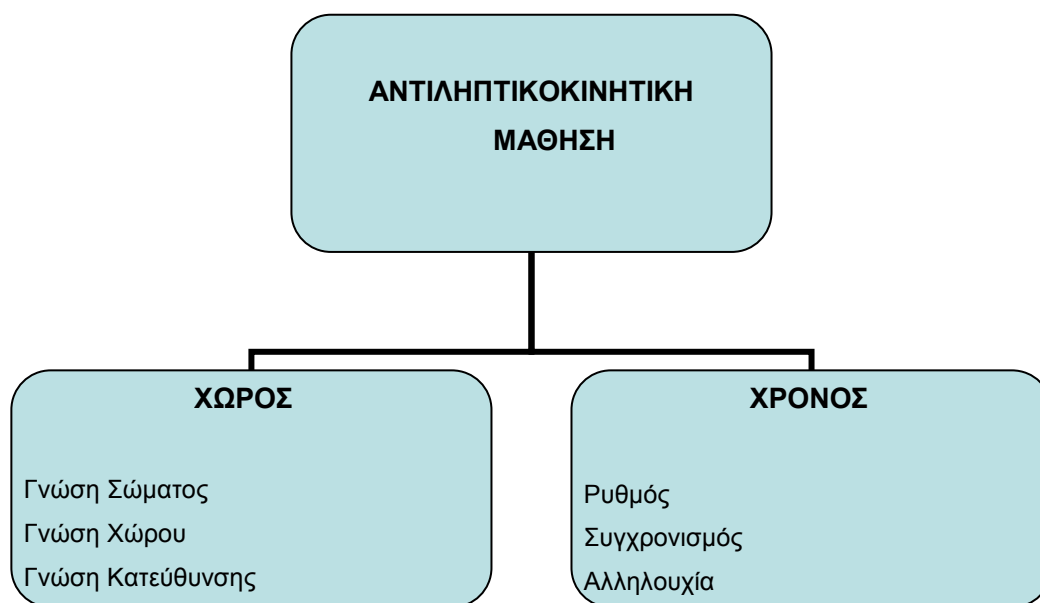 ΑΝΤΙΛΗΠΤΙΚΟΚΙΝΗΤΙΚΗ
ΜΑΘΗΣΗ
ΧΩΡΟΣ
Γνώση Σώματος
Γνώση Χώρου
Γνώση Κατεύθυνσης
ΧΡΟΝΟΣ
Ρυθμός
Συγχρονισμός
Αλληλουχία